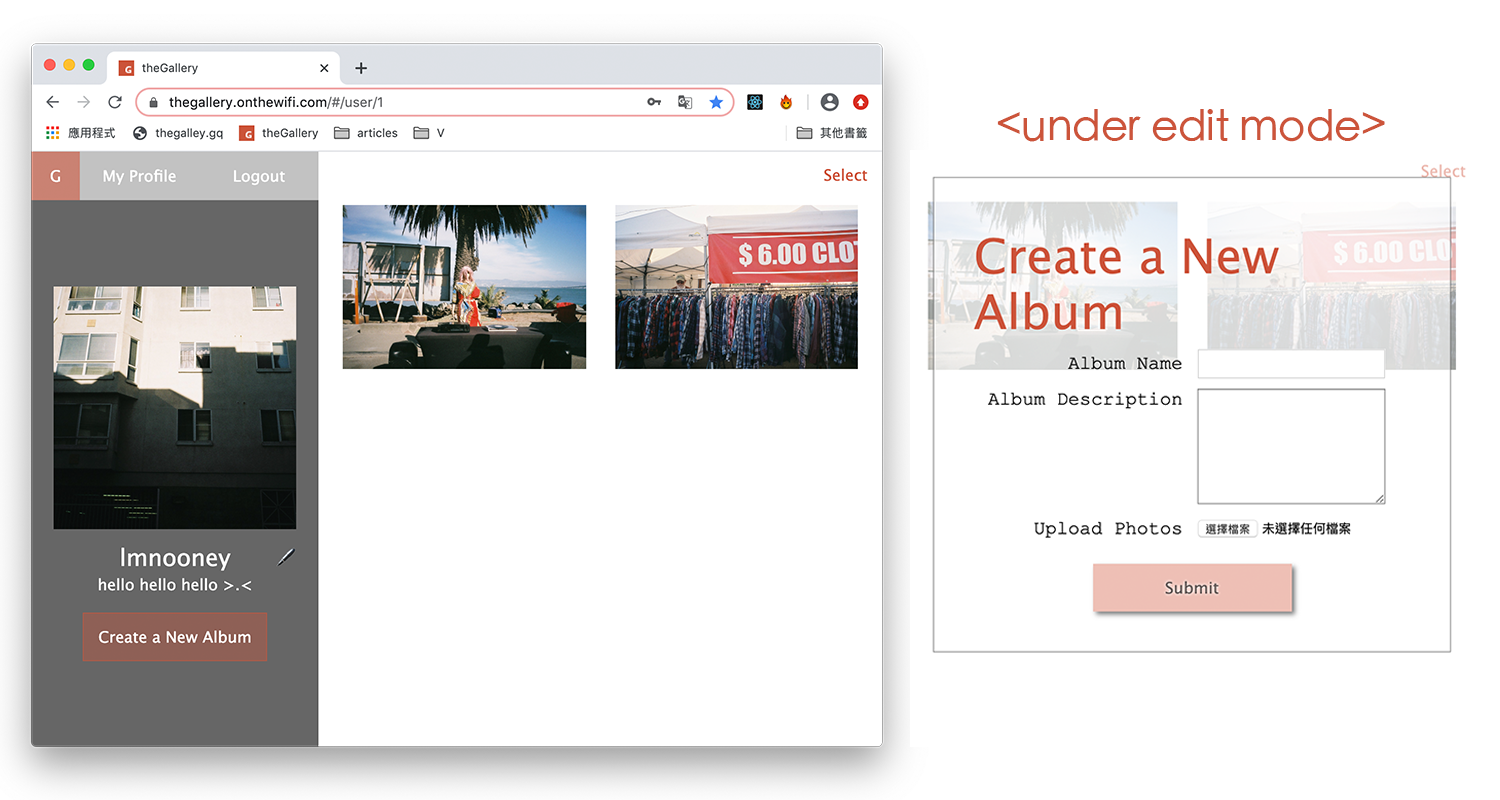 theGallery
thegallery.onthewifi.com/#/user/1
應用程式 thegalley.gq G theGallery articles V 其他書籤
G My Profile Logout
Select
$ 6.00 CLOT
lmnooney
hello hello hello >.<
Create a New Album
<under edit mode>
Select
$ 6.00 CLOT
Create a New
Album
Album Name
Album Description
Upload Photos 選擇檔案 未選擇任何檔案
Submit